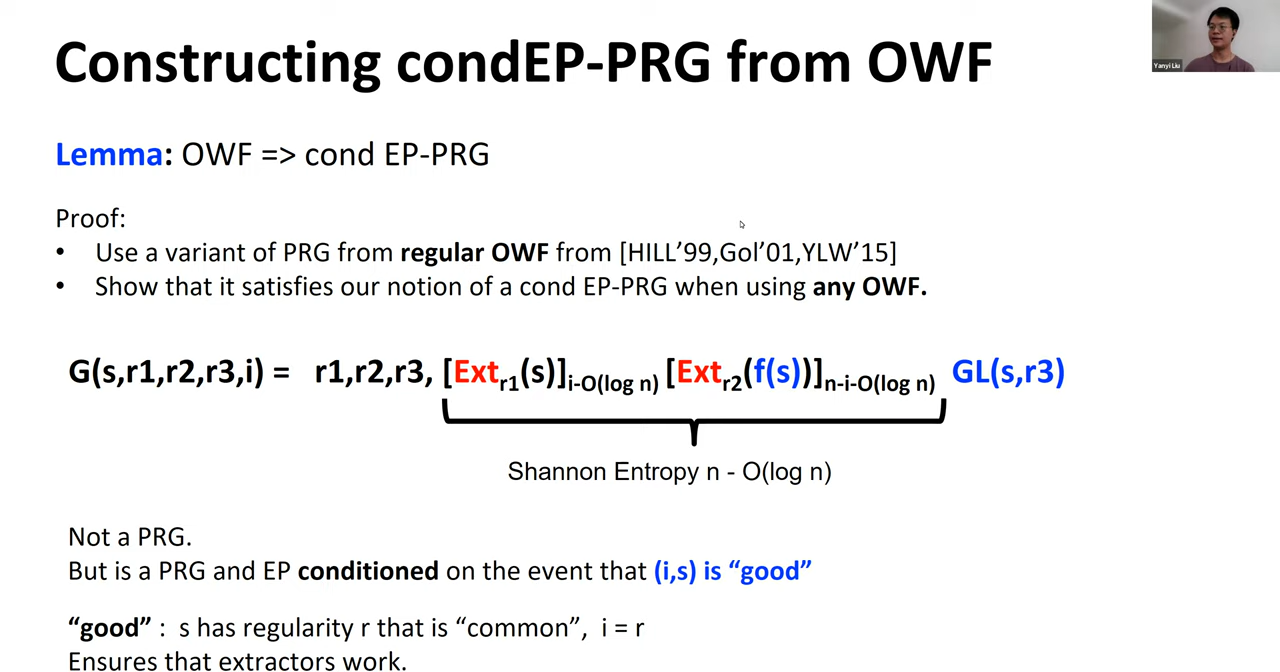 Constructing condEP-PRG from OWF
Yanyi Liu
Lemma: OWF => cond EP-PRG
Proof:
• Use a variant of PRG from regular OWF from [HILL'99,Gol'01,YLW'15]
• Show that it satisfies our notion of a cond EP-PRG when using any OWF.
G(s,r1,r2,r3,i) = r1,r2,r3, [Ext_r1(s)]_i-O(log n) [Ext_r2(f(s))]_n-i-O(log n) GL(s,r3)
Shannon Entropy n - O(log n)
Not a PRG.
But is a PRG and EP conditioned on the event that (i,s) is “good”
“good” : s has regularity r that is “common”, i = r
Ensures that extractors work.